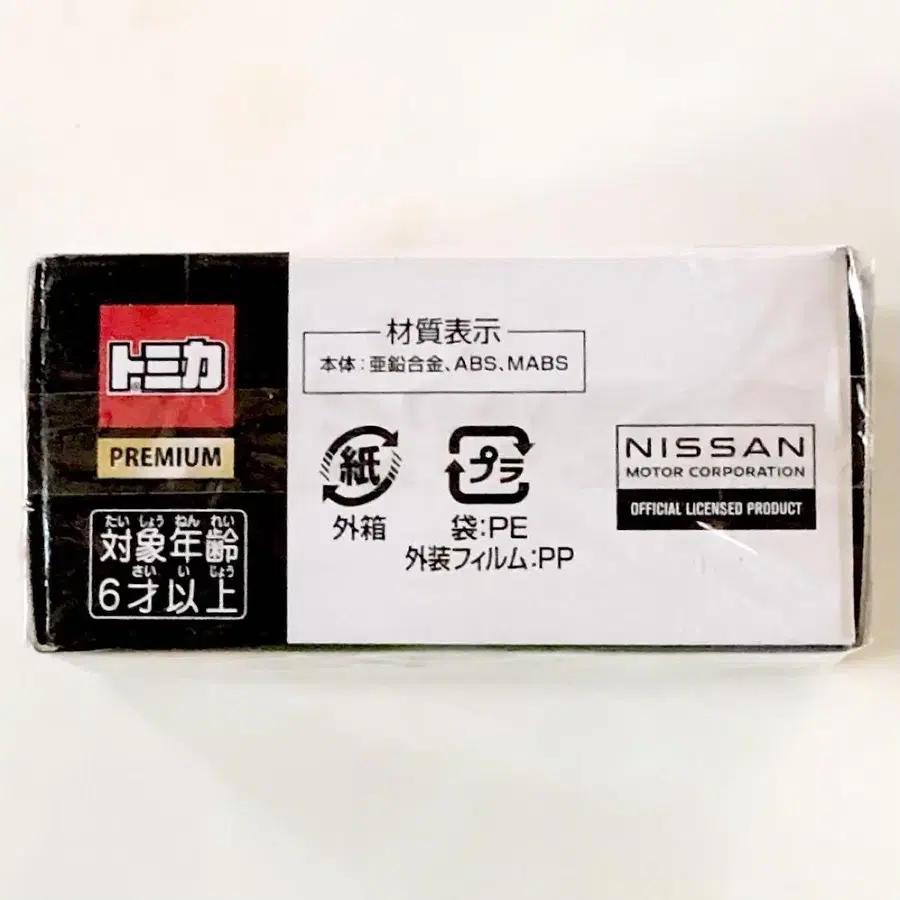 トミカ
PREMIUM
たいしょうねんれい
対象年齢
さいいじょう
6才以上
材質表示
本体:亜鉛合金、ABS、MABS
紙
外箱
プラ
袋:PE
外装フィルム:PP
NISSAN
MOTOR CORPORATION
OFFICIAL LICENSED PRODUCT